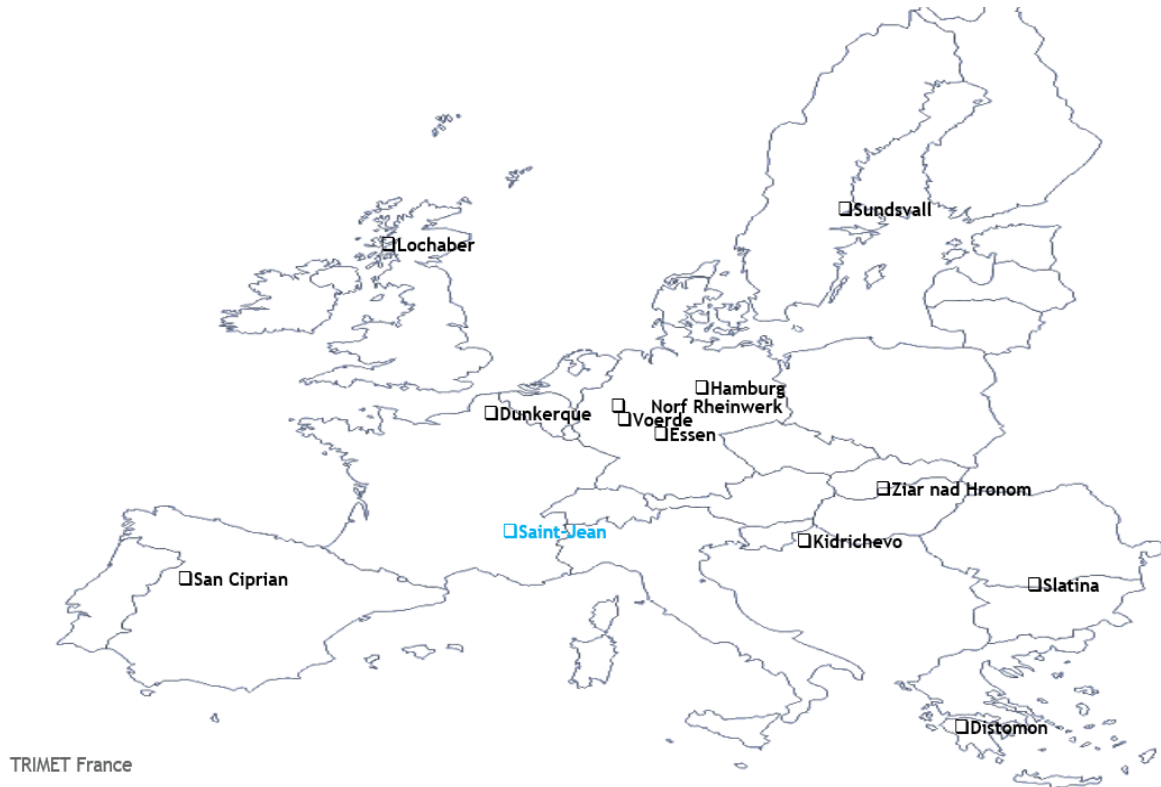 Sundsvall
Lochaber
Hamburg
Norf Rheinwerk
Dunkerque
Voerde
Essen
Ziar nad Hronom
Saint-Jean
Kidrichevo
San Ciprian
Slatina
Distomon
TRIMET France